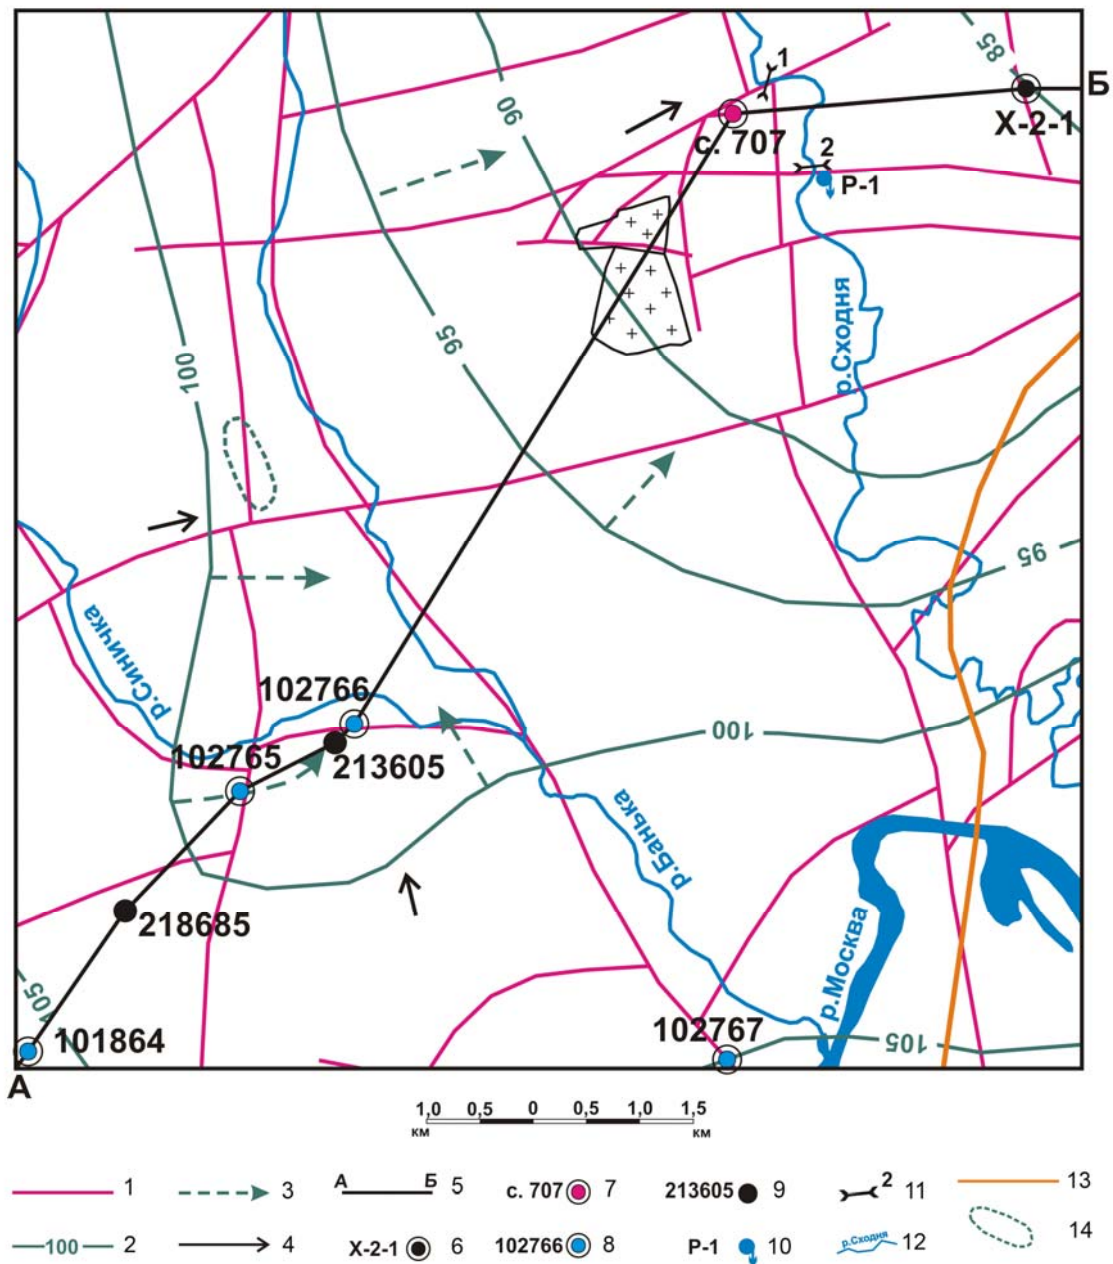 85
Б
1
90
Х-2-1
с. 707
2
Р-1
р.Сходня
95
100
95
р.Синичка
102766
100
102765
213605
р.Банька
218685
р.Москва
105
102767
101864
105
А
1,0 0,5 0 0,5 1,0 1,5
км км
1 3 А Б 5 с. 707 7 213605 9 2 11 13
100 2 4 Х-2-1 6 102766 8 Р-1 10 р.Сходня 12 14